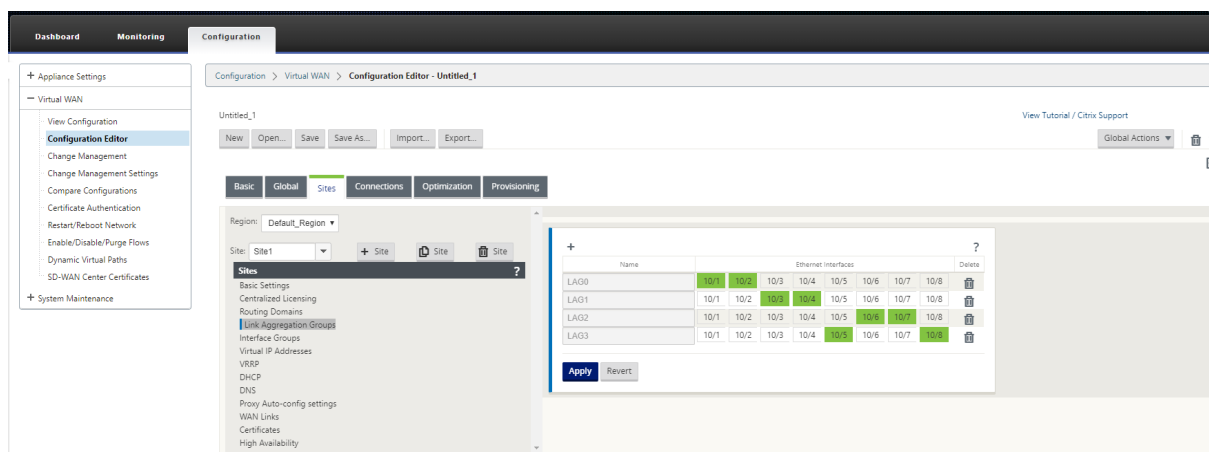 Dashboard Monitoring Configuration
+ Appliance Settings
− Virtual WAN
View Configuration
Configuration Editor
Change Management
Change Management Settings
Compare Configurations
Certificate Authentication
Restart/Reboot Network
Enable/Disable/Purge Flows
Dynamic Virtual Paths
SD-WAN Center Certificates
+ System Maintenance
Configuration > Virtual WAN > Configuration Editor - Untitled_1
Untitled_1 View Tutorial / Citrix Support
New Open... Save Save As... Import... Export... Global Actions
Basic Global Sites Connections Optimization Provisioning
Region: Default_Region
Site: Site1 + Site Site Site
Sites ?
Basic Settings
Centralized Licensing
Routing Domains
Link Aggregation Groups
Interface Groups
Virtual IP Addresses
VRRP
DHCP
DNS
Proxy Auto-config settings
WAN Links
Certificates
High Availability
+ ?
Name Ethernet Interfaces Delete
LAG0 10/1 10/2 10/3 10/4 10/5 10/6 10/7 10/8
LAG1 10/1 10/2 10/3 10/4 10/5 10/6 10/7 10/8
LAG2 10/1 10/2 10/3 10/4 10/5 10/6 10/7 10/8
LAG3 10/1 10/2 10/3 10/4 10/5 10/6 10/7 10/8
Apply Revert